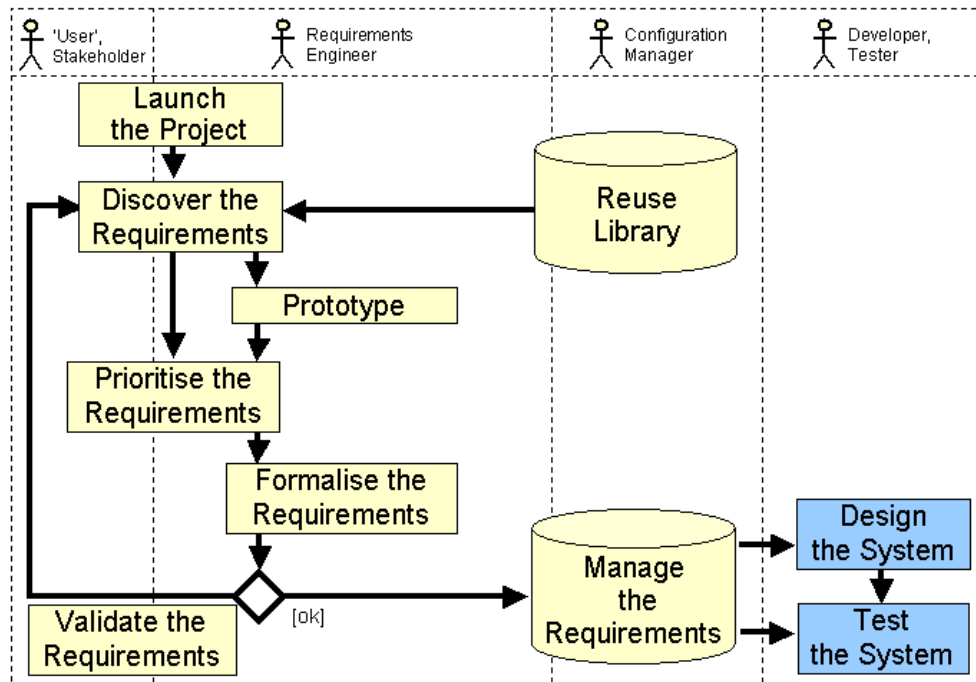 'User',
Stakeholder
Requirements
Engineer
Configuration
Manager
Developer,
Tester
Launch
the Project
Discover the
Requirements
Reuse
Library
Prototype
Prioritise the
Requirements
Formalise the
Requirements
Design
the System
Manage
the
Requirements
[ok]
Validate the
Requirements
Test
the System